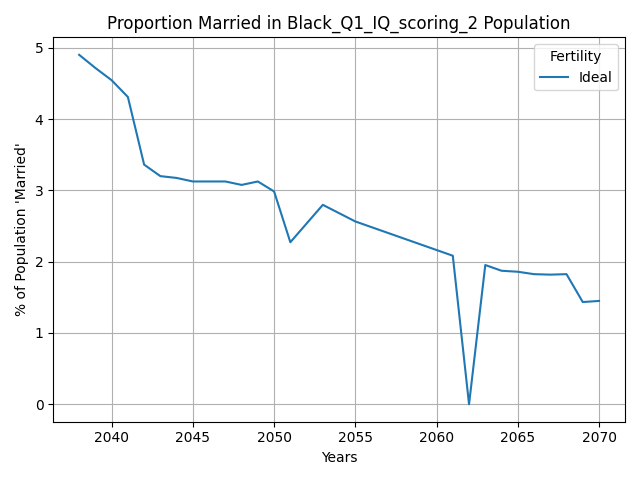 Proportion Married in Black_Q1_IQ_scoring_2 Population
Fertility
Ideal
% of Population 'Married'
5
4
3
2
1
0
2040
2045
2050
2055
2060
2065
2070
Years